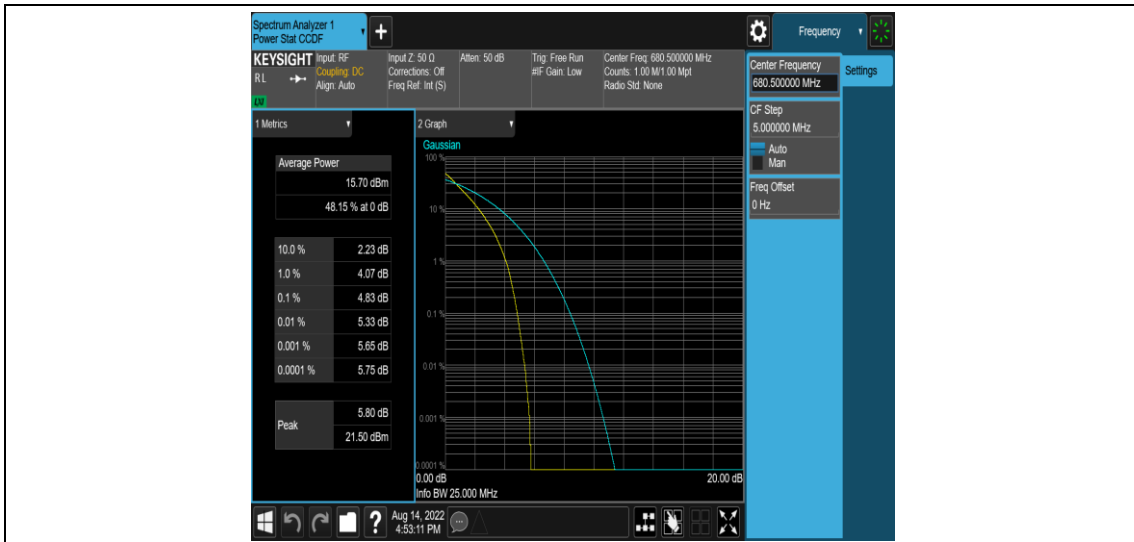 Spectrum Analyzer 1
Power Stat CCDF
+
Frequency
KEYSIGHT
RL
LXI
Input: RF
Coupling: DC
Align: Auto
Input Z: 50 Ω
Corrections: Off
Freq Ref: Int (S)
Atten: 50 dB
Trig: Free Run
#IF Gain: Low
Center Freq: 680.500000 MHz
Counts: 1.00 M/1.00 Mpt
Radio Std: None
Center Frequency
680.500000 MHz
Settings
CF Step
5.000000 MHz
Auto
Man
Freq Offset
0 Hz
1 Metrics
Average Power
15.70 dBm
48.15 % at 0 dB
10.0 % 2.23 dB
1.0 % 4.07 dB
0.1 % 4.83 dB
0.01 % 5.33 dB
0.001 % 5.65 dB
0.0001 % 5.75 dB
Peak 5.80 dB
21.50 dBm
2 Graph
Gaussian
100 %
10 %
1 %
0.1 %
0.01 %
0.001 %
0.0001 %
0.00 dB 20.00 dB
Info BW 25.000 MHz
?
Aug 14, 2022
4:53:11 PM